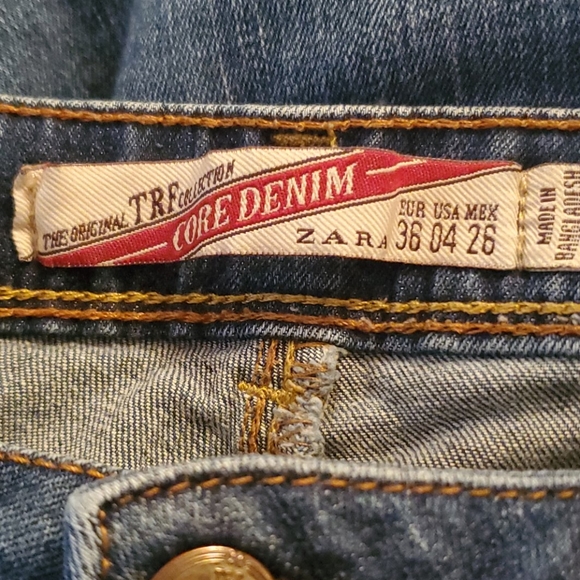 THE ORIGINAL TRF COLLECTION
CORE DENIM
ZARA
EUR USA MEX
36 04 26
MADE IN
BANGLADESH